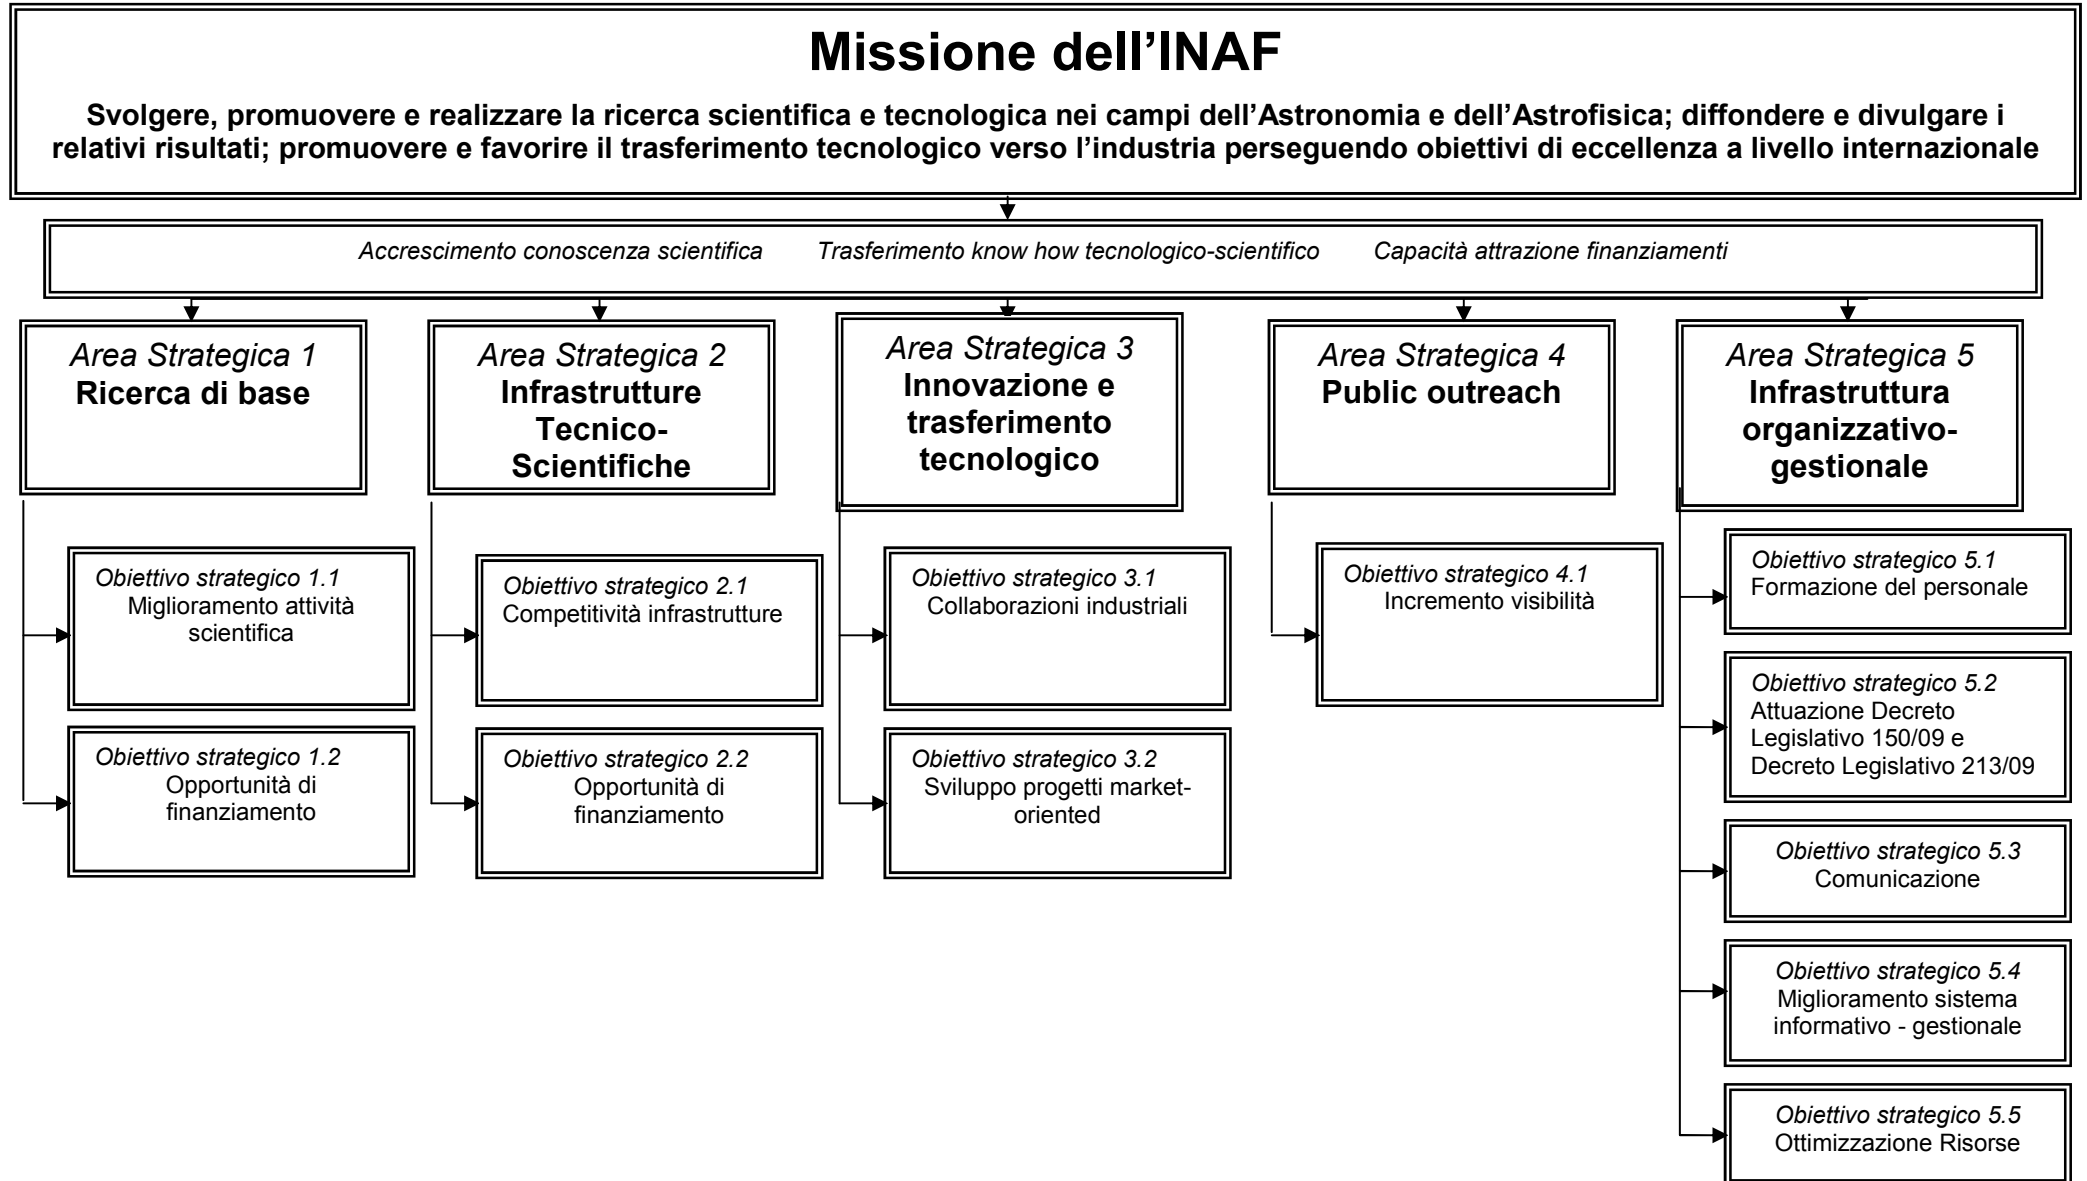 Missione dell’INAF
Svolgere, promuovere e realizzare la ricerca scientifica e tecnologica nei campi dell’Astronomia e dell’Astrofisica; diffondere e divulgare i
relativi risultati; promuovere e favorire il trasferimento tecnologico verso l’industria perseguendo obiettivi di eccellenza a livello internazionale
Accrescimento conoscenza scientifica Trasferimento know how tecnologico-scientifico Capacità attrazione finanziamenti
Area Strategica 1
Ricerca di base
Area Strategica 2
Infrastrutture
Tecnico-
Scientifiche
Area Strategica 3
Innovazione e
trasferimento
tecnologico
Area Strategica 4
Public outreach
Area Strategica 5
Infrastruttura
organizzativo-
gestionale
Obiettivo strategico 1.1
Miglioramento attività
scientifica
Obiettivo strategico 1.2
Opportunità di
finanziamento
Obiettivo strategico 2.1
Competitività infrastrutture
Obiettivo strategico 2.2
Opportunità di
finanziamento
Obiettivo strategico 3.1
Collaborazioni industriali
Obiettivo strategico 3.2
Sviluppo progetti market-
oriented
Obiettivo strategico 4.1
Incremento visibilità
Obiettivo strategico 5.1
Formazione del personale
Obiettivo strategico 5.2
Attuazione Decreto
Legislativo 150/09 e
Decreto Legislativo 213/09
Obiettivo strategico 5.3
Comunicazione
Obiettivo strategico 5.4
Miglioramento sistema
informativo - gestionale
Obiettivo strategico 5.5
Ottimizzazione Risorse